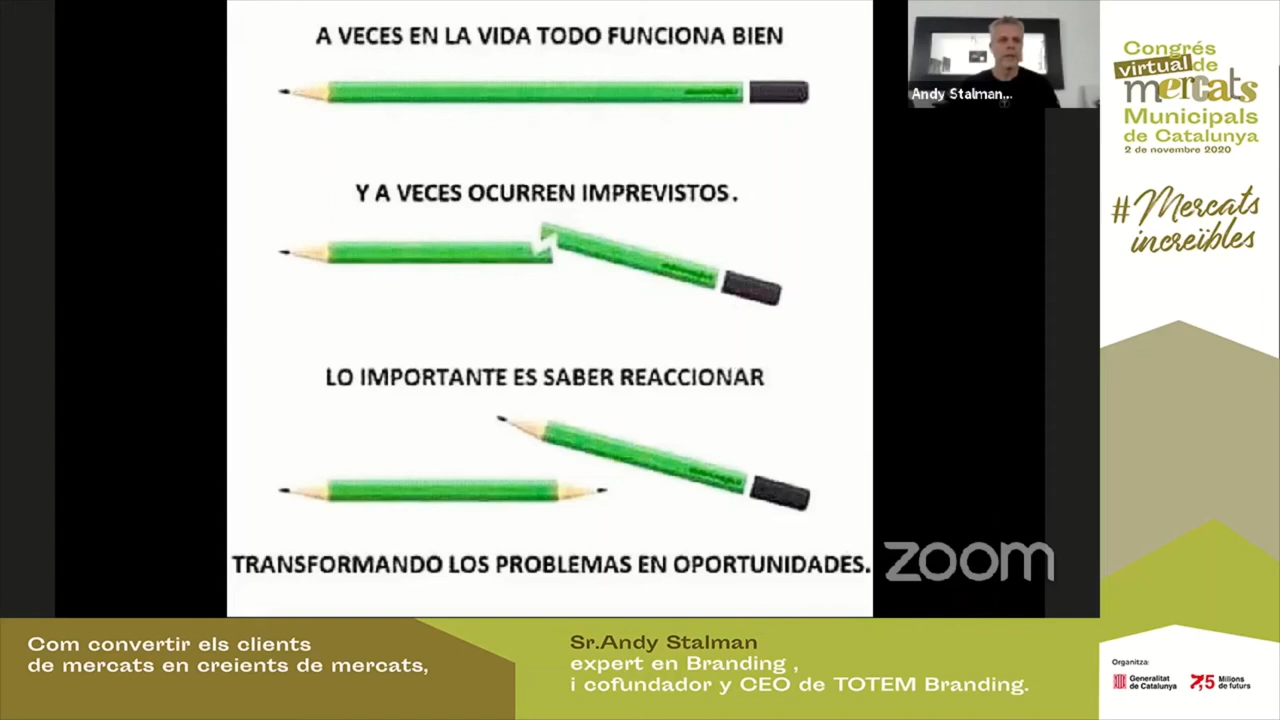 A VECES EN LA VIDA TODO FUNCIONA BIEN
Y A VECES OCURREN IMPREVISTOS.
LO IMPORTANTE ES SABER REACCIONAR
TRANSFORMANDO LOS PROBLEMAS EN OPORTUNIDADES.
zoom
Andy Stalman...
Congrés
virtual de
mercats
Municipals
de Catalunya
2 de novembre 2020
#Mercats
increïbles
Com convertir els clients
de mercats en creients de mercats,
Sr.Andy Stalman
expert en Branding ,
i cofundador y CEO de TOTEM Branding.
Organitza:
Generalitat
de Catalunya
7,5 Milions
de futurs